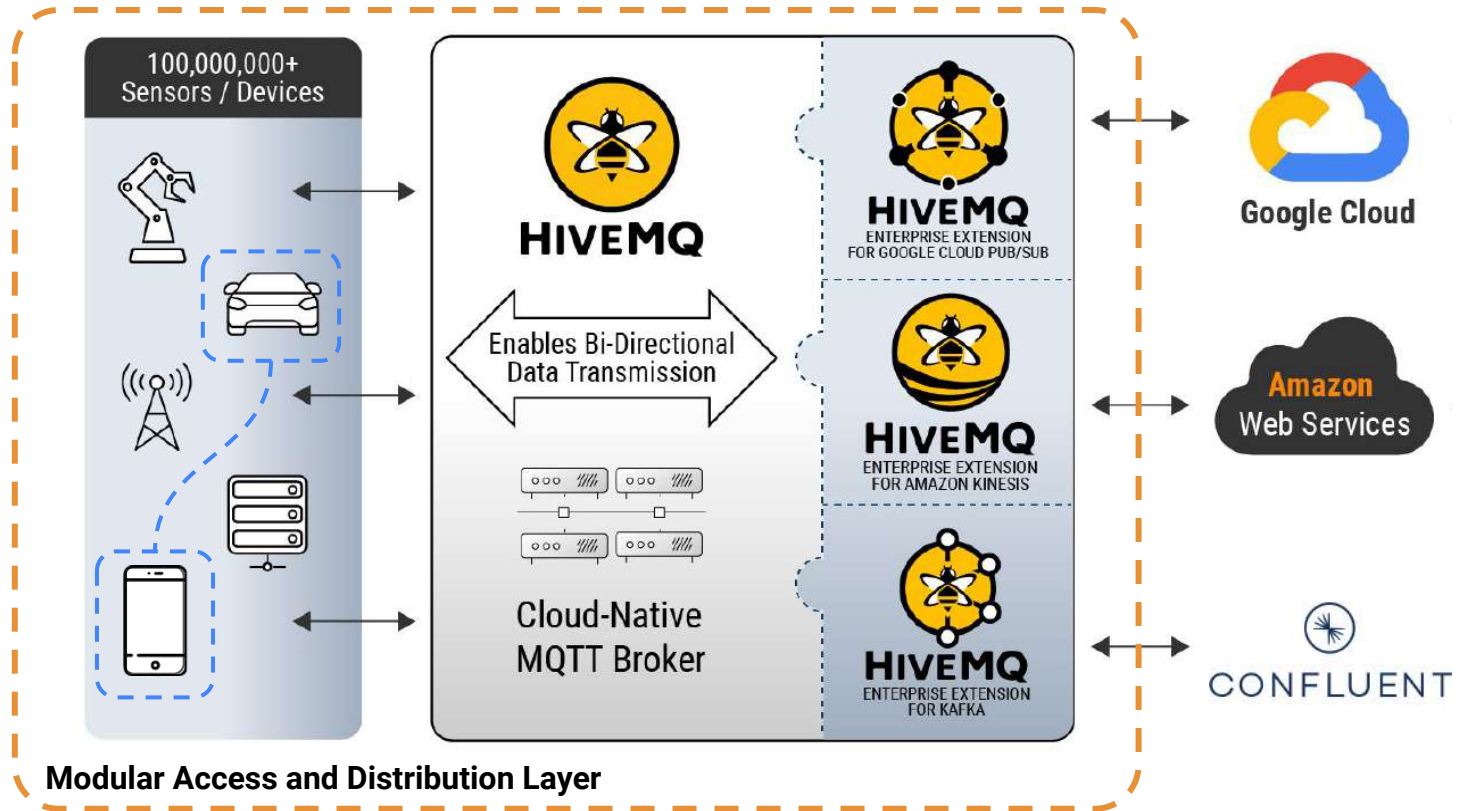 100,000,000+
Sensors / Devices
HIVEMQ
Enables Bi-Directional
Data Transmission
Cloud-Native
MQTT Broker
HIVEMQ
ENTERPRISE EXTENSION
FOR GOOGLE CLOUD PUB/SUB
HIVEMQ
ENTERPRISE EXTENSION
FOR AMAZON KINESIS
HIVEMQ
ENTERPRISE EXTENSION
FOR KAFKA
Google Cloud
Amazon
Web Services
CONFLUENT
Modular Access and Distribution Layer